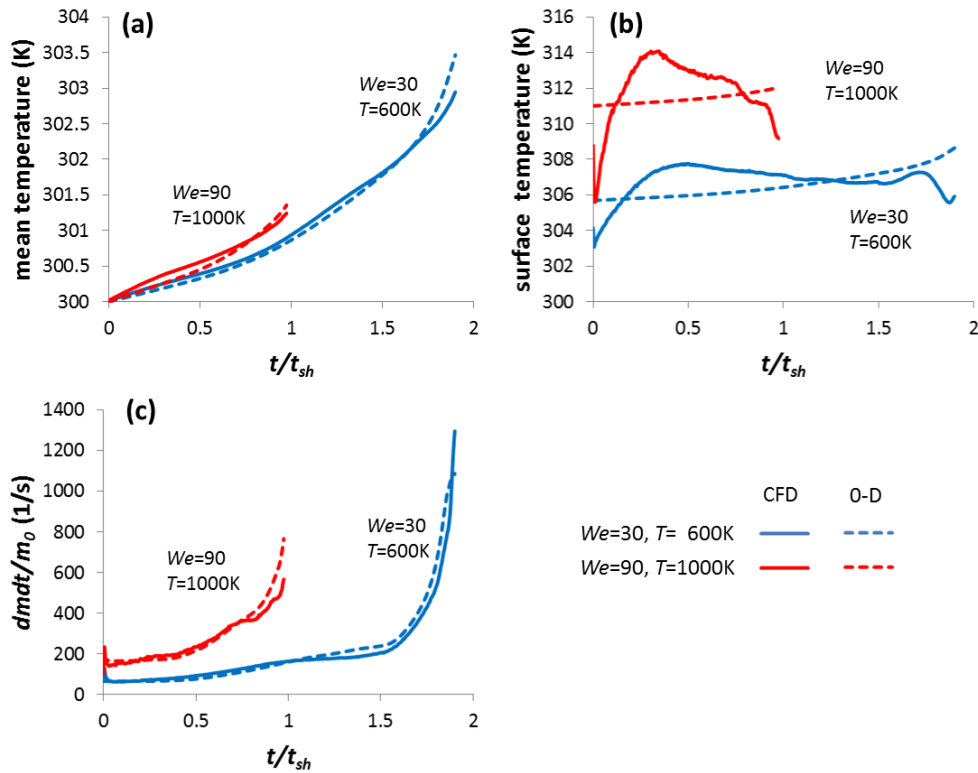 (a)
mean temperature (K)
304
303.5
303
302.5
302
301.5
301
300.5
300
We=30
T=600K
We=90
T=1000K
0
0.5
1
1.5
2
t/tsh
(b)
surface temperature (K)
316
314
312
310
308
306
304
302
300
We=90
T=1000K
We=30
T=600K
0
0.5
1
1.5
2
t/tsh
(c)
dmdt/m0 (1/s)
1400
1200
1000
800
600
400
200
0
We=90
T=1000K
We=30
T=600K
0
0.5
1
1.5
2
t/tsh
CFD 0-D
We=30, T= 600K
We=90, T=1000K